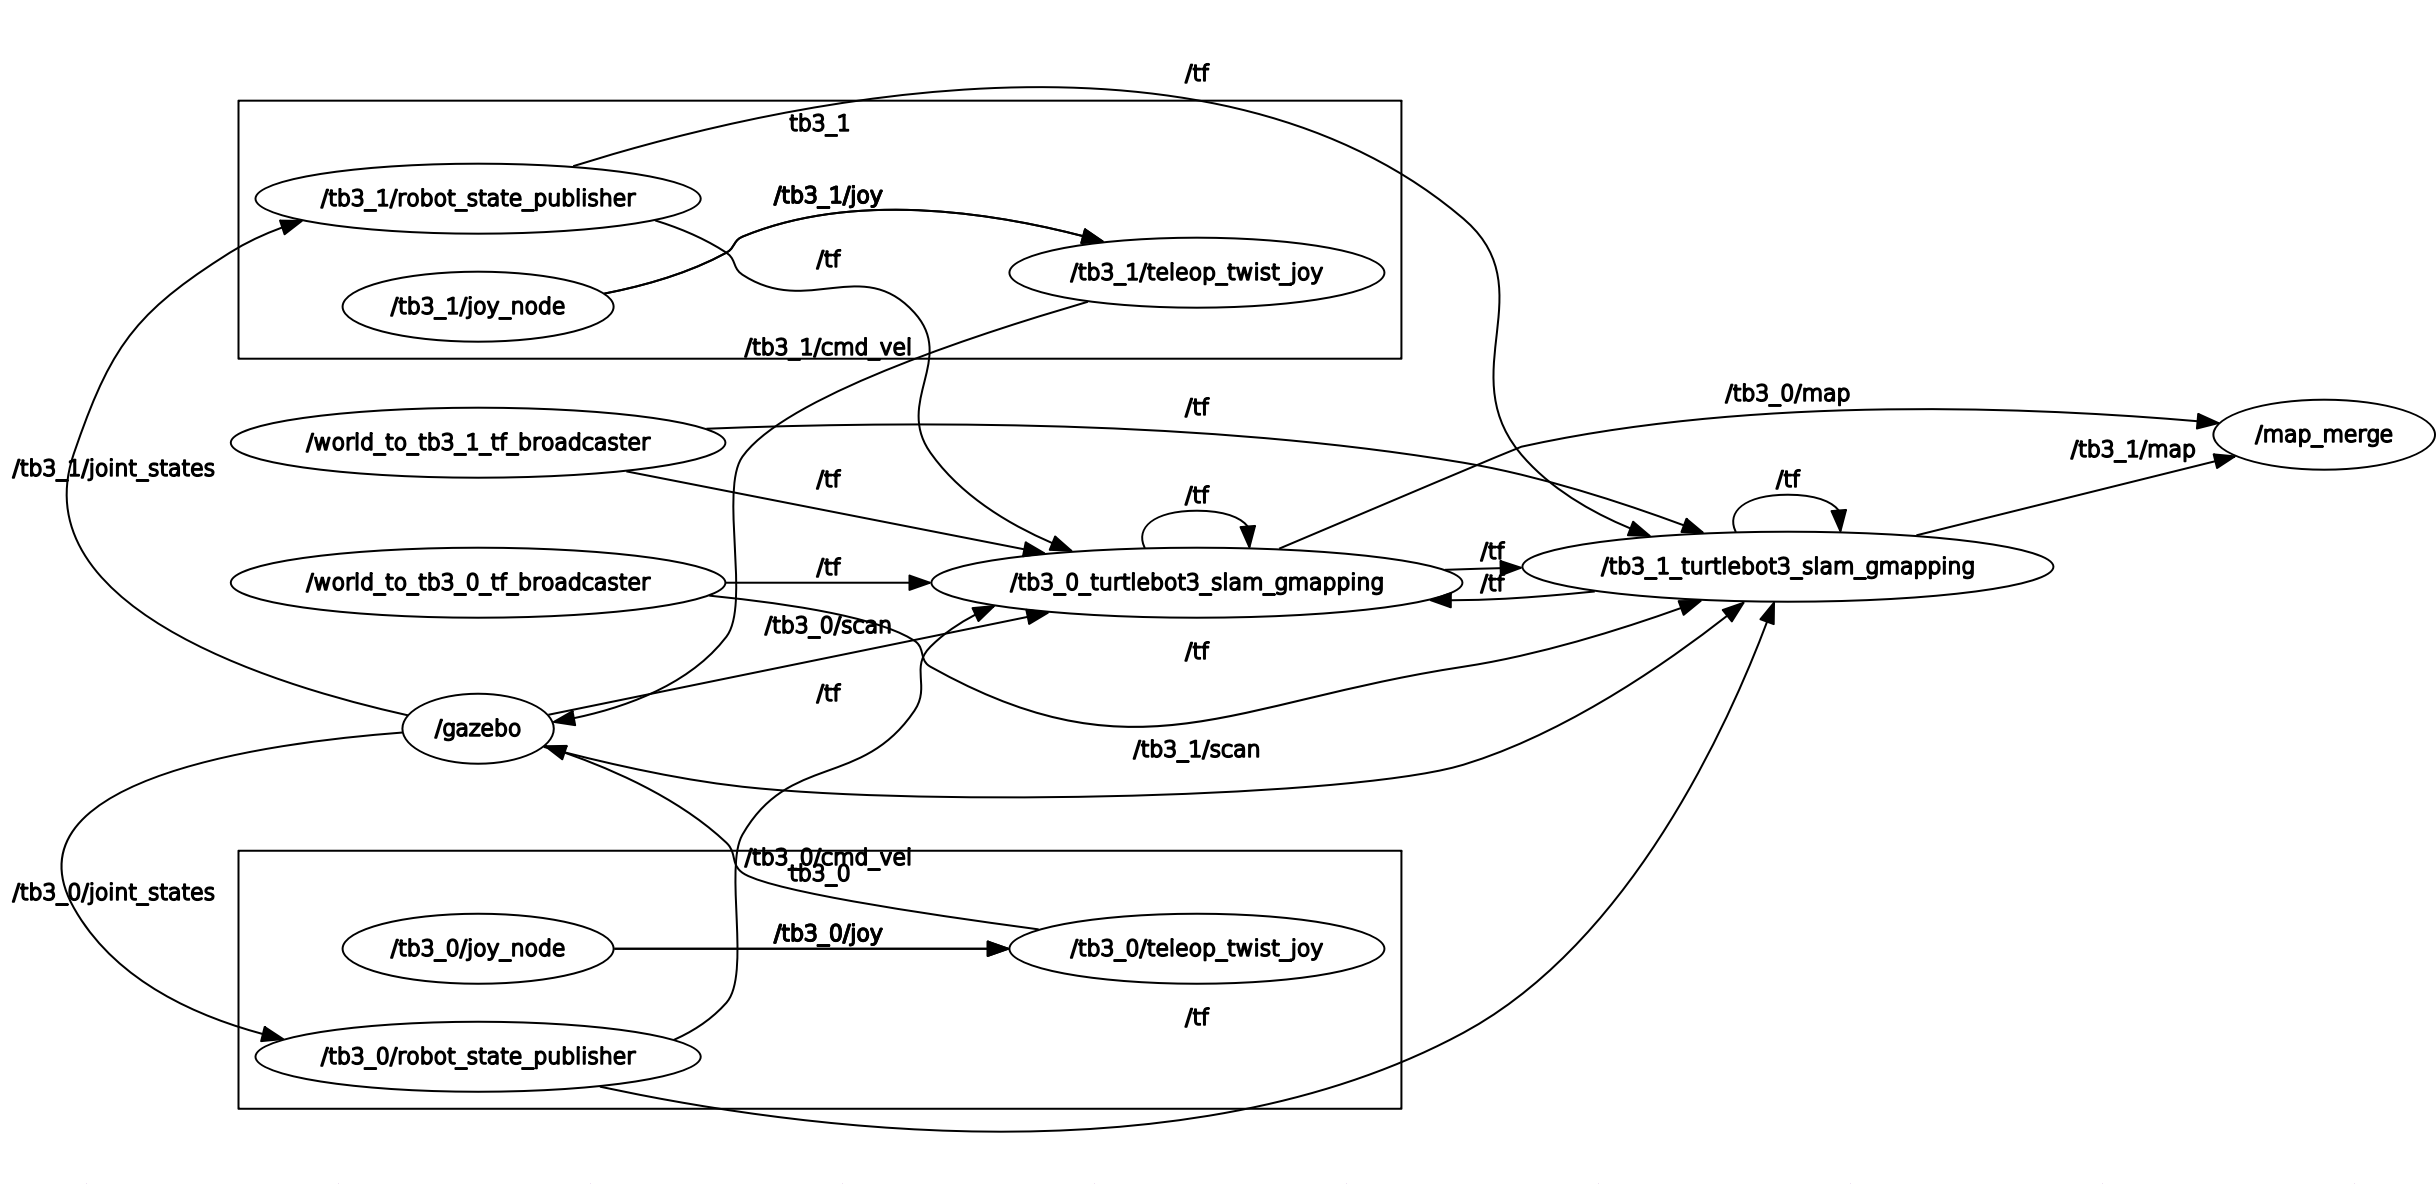 /tf
tb3_1
/tb3_1/robot_state_publisher
/tb3_1/joy
/tf
/tb3_1/teleop_twist_joy
/tb3_1/joy_node
/tb3_1/cmd_vel
/tb3_0/map
/tf
/world_to_tb3_1_tf_broadcaster
/map_merge
/tb3_1/map
/tb3_1/joint_states
/tf
/tf
/tf
/tf
/tf
/tb3_1_turtlebot3_slam_gmapping
/world_to_tb3_0_tf_broadcaster
/tb3_0_turtlebot3_slam_gmapping
/tf
/tb3_0/scan
/tf
/tf
/gazebo
/tb3_1/scan
/tb3_0/cmd_vel
tb3_0
/tb3_0/joint_states
/tb3_0/joy
/tb3_0/joy_node
/tb3_0/teleop_twist_joy
/tf
/tb3_0/robot_state_publisher